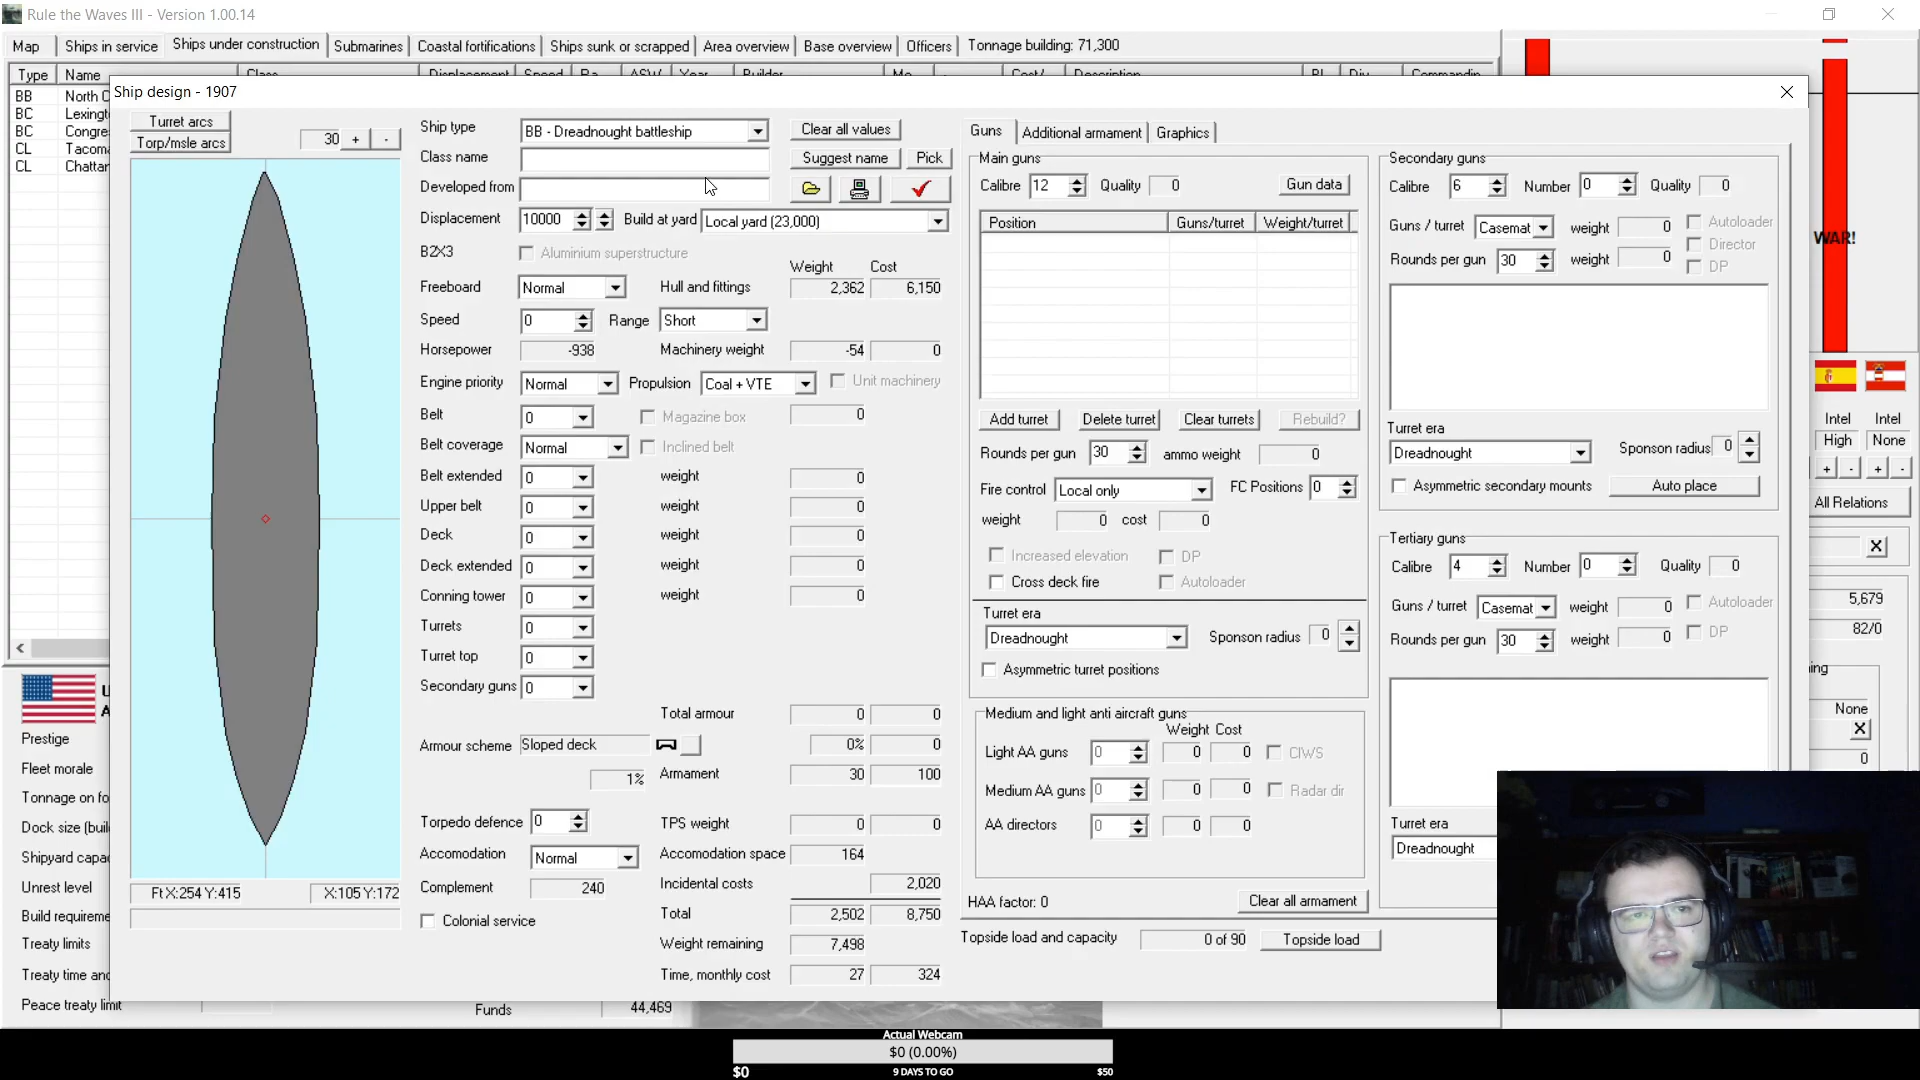 Rule the Waves III - Version 1.00.14
Map Ships in service Ships under construction Submarines Coastal fortifications Ships sunk or scrapped Area overview Base overview Officers Tonnage building: 71,300
Type Name
BB North C
BC Lexingt
BC Congre
CL Tacoma
CL Chattar
Ship design - 1907
Turret arcs
Torp/msle arcs
30 + -
Ft X:254 Y:415 X:105 Y:172
Ship type BB - Dreadnought battleship Clear all values
Class name Suggest name Pick
Developed from
Displacement 10000 Build at yard Local yard (23,000)
B2X3 Aluminium superstructure
Weight Cost
Freeboard Normal Hull and fittings 2,362 6,150
Speed 0 Range Short
Horsepower -938 Machinery weight -54 0
Engine priority Normal Propulsion Coal + VTE Unit machinery
Belt 0 Magazine box 0
Belt coverage Normal Inclined belt
Belt extended 0 weight 0
Upper belt 0 weight 0
Deck 0 weight 0
Deck extended 0 weight 0
Conning tower 0 weight 0
Turrets 0
Turret top 0
Secondary guns 0
Total armour 0 0
Armour scheme Sloped deck 0% 0
1% Armament 30 100
Torpedo defence 0 TPS weight 0 0
Accomodation Normal Accomodation space 164
Complement 240 Incidental costs 2,020
Colonial service Total 2,502 8,750
Weight remaining 7,498
Time, monthly cost 27 324
Guns Additional armament Graphics
Main guns
Calibre 12 Quality 0 Gun data
Position Guns/turret Weight/turret
Add turret Delete turret Clear turrets Rebuild?
Rounds per gun 30 ammo weight 0
Fire control Local only FC Positions 0
weight 0 cost 0
Increased elevation DP
Cross deck fire Autoloader
Turret era
Dreadnought Sponson radius 0
Asymmetric turret positions
Medium and light anti aircraft guns
Weight Cost
Light AA guns 0 0 0 CIWS
Medium AA guns 0 0 0 Radar dir
AA directors 0 0 0
HAA factor: 0 Clear all armament
Topside load and capacity 0 of 90 Topside load
Secondary guns
Calibre 6 Number 0 Quality 0
Guns / turret Casemat weight 0 Autoloader
Director
Rounds per gun 30 weight 0 DP
Turret era
Dreadnought Sponson radius 0
Asymmetric secondary mounts Auto place
Tertiary guns
Calibre 4 Number 0 Quality 0
Guns / turret Casemat weight 0 Autoloader
Rounds per gun 30 weight 0 DP
Turret era
Dreadnought
WAR!
Intel Intel
High None
+ - + -
All Relations
X
5,679
82/0
ing
None
X
0
U
A
Prestige
Fleet morale
Tonnage on fo
Dock size (buil
Shipyard capa
Unrest level
Build requireme
Treaty limits
Treaty time and
Peace treaty limit
Funds 44,469
Actual Webcam
$0 (0.00%)
$0 9 DAYS TO GO $50